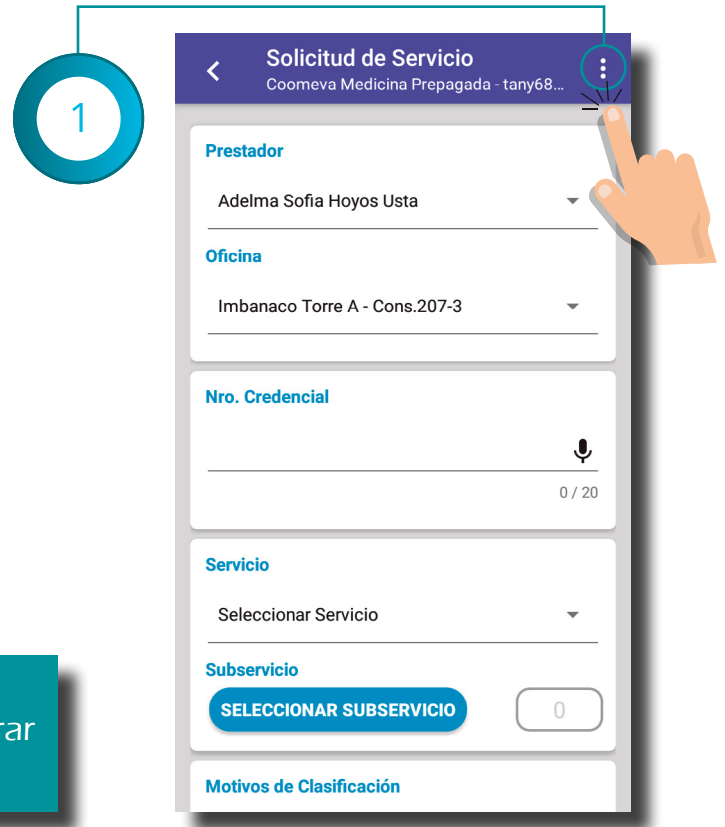 1
Solicitud de Servicio
Coomeva Medicina Prepagada - tany68...
Prestador
Adelma Sofia Hoyos Usta
Oficina
Imbanaco Torre A - Cons.207-3
Nro. Credencial
0 / 20
Servicio
Seleccionar Servicio
Subservicio
SELECCIONAR SUBSERVICIO
0
Motivos de Clasificación